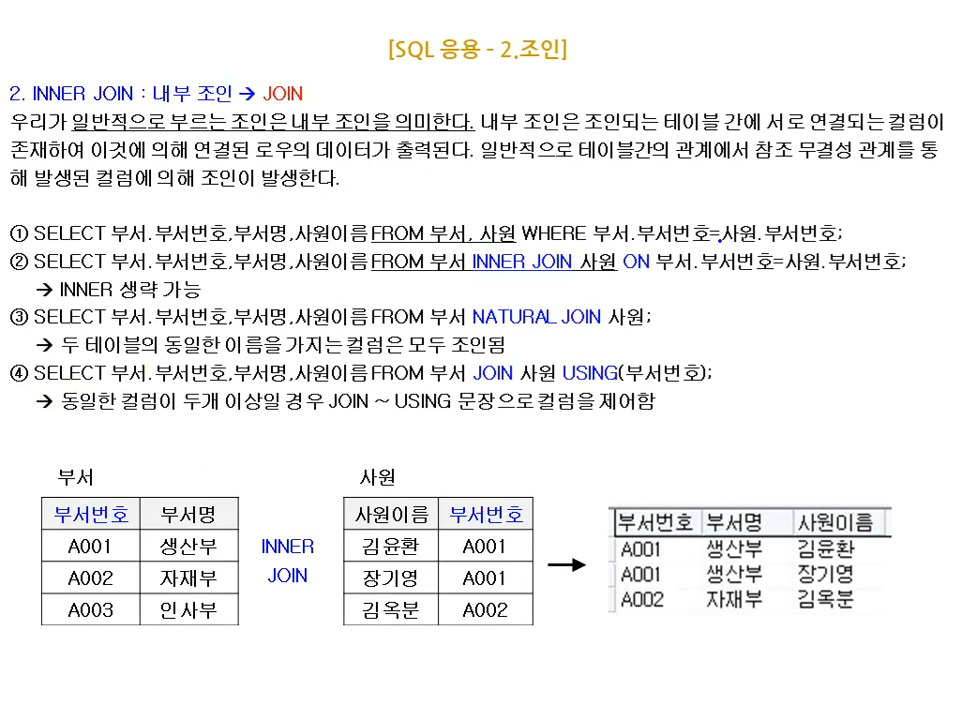 [SQL 응용 - 2.조인]
2. INNER JOIN : 내부 조인 → JOIN
우리가 일반적으로 부르는 조인은 내부 조인을 의미한다. 내부 조인은 조인되는 테이블 간에 서로 연결되는 컬럼이
존재하여 이것에 의해 연결된 로우의 데이터가 출력된다. 일반적으로 테이블간의 관계에서 참조 무결성 관계를 통
해 발생된 컬럼에 의해 조인이 발생한다.
① SELECT 부서.부서번호,부서명,사원이름 FROM 부서, 사원 WHERE 부서.부서번호=사원.부서번호;
② SELECT 부서.부서번호,부서명,사원이름 FROM 부서 INNER JOIN 사원 ON 부서.부서번호=사원.부서번호;
→ INNER 생략 가능
③ SELECT 부서.부서번호,부서명,사원이름 FROM 부서 NATURAL JOIN 사원;
→ 두 테이블의 동일한 이름을 가지는 컬럼은 모두 조인됨
④ SELECT 부서.부서번호,부서명,사원이름 FROM 부서 JOIN 사원 USING(부서번호);
→ 동일한 컬럼이 두개 이상일 경우 JOIN ~ USING 문장으로 컬럼을 제어함
부서
부서번호 부서명
A001 생산부
A002 자재부
A003 인사부
INNER
JOIN
사원
사원이름 부서번호
김윤환 A001
장기영 A001
김옥분 A002
→
부서번호 부서명 사원이름
A001 생산부 김윤환
A001 생산부 장기영
A002 자재부 김옥분